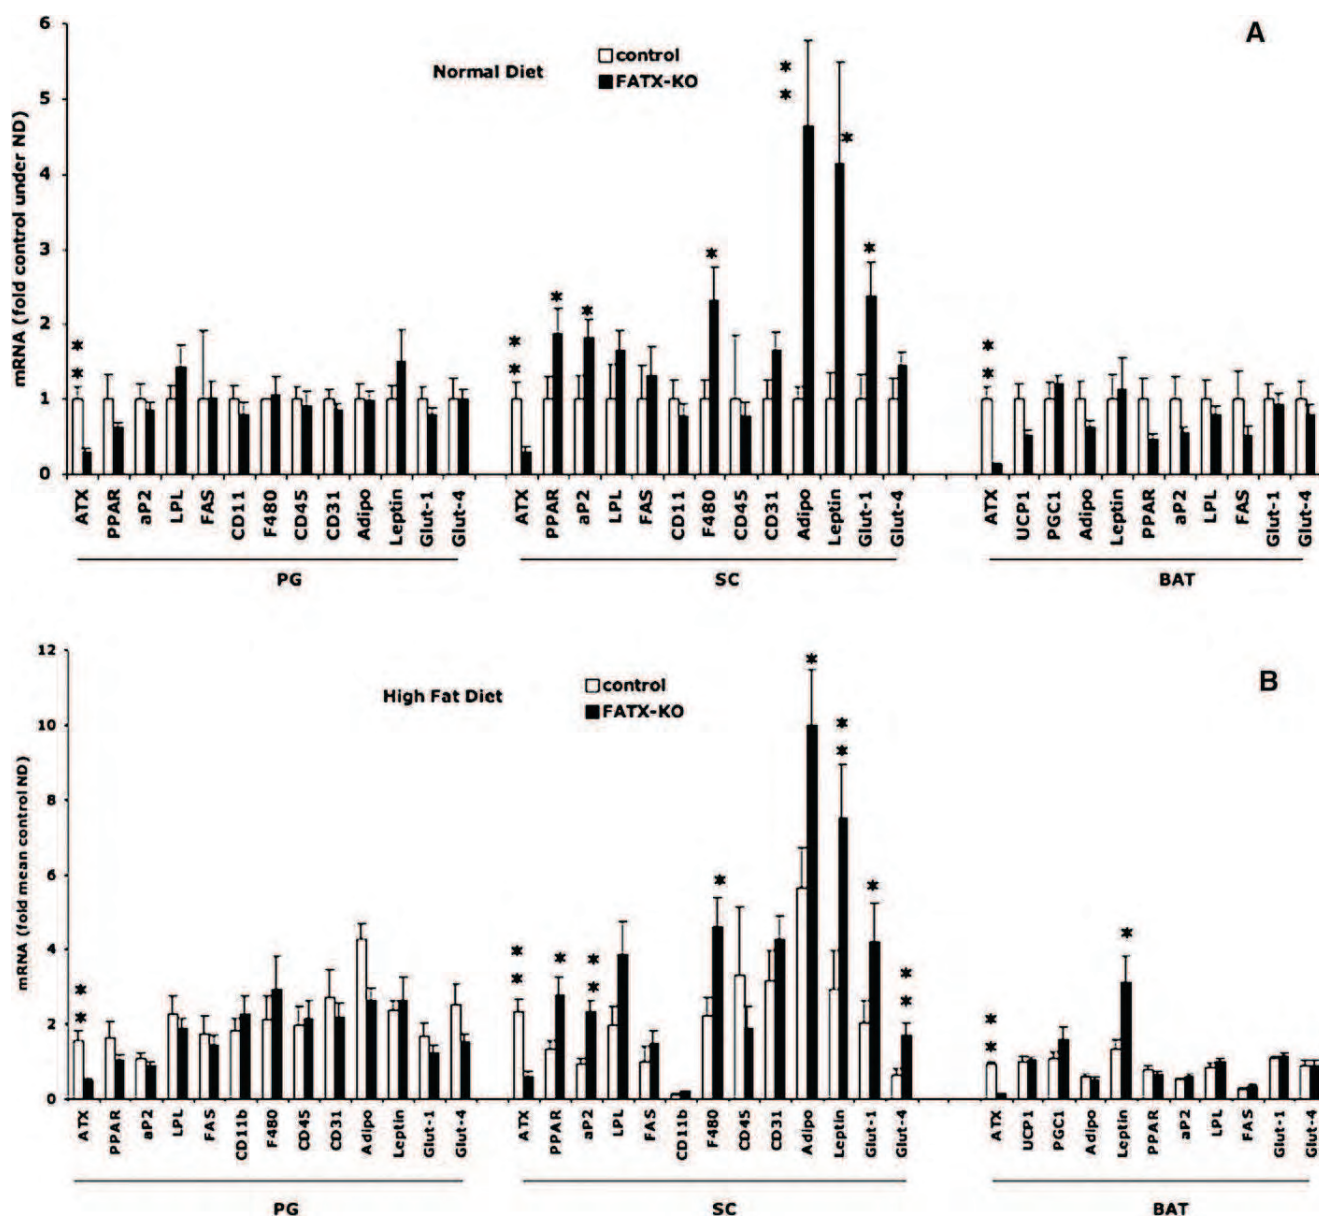 A
Normal Diet
control
FATX-KO
mRNA (fold control under ND)
6
5
4
3
2
1
0
* * * * * * * * * * * *
ATX PPAR aP2 LPL FAS CD11 F480 CD45 CD31 Adipo Leptin Glut-1 Glut-4
ATX PPAR aP2 LPL FAS CD11 F480 CD45 CD31 Adipo Leptin Glut-1 Glut-4
ATX UCP1 PGC1 Adipo Leptin PPAR aP2 LPL FAS Glut-1 Glut-4
PG SC BAT
B
High Fat Diet
control
FATX-KO
mRNA (fold mean control ND)
12
10
8
6
4
2
0
* * * * * * * * * * * * * * * * *
ATX PPAR aP2 LPL FAS CD11b F480 CD45 CD31 Adipo Leptin Glut-1 Glut-4
ATX PPAR aP2 LPL FAS CD11b F480 CD45 CD31 Adipo Leptin Glut-1 Glut-4
ATX UCP1 PGC1 Adipo Leptin PPAR aP2 LPL FAS Glut-1 Glut-4
PG SC BAT